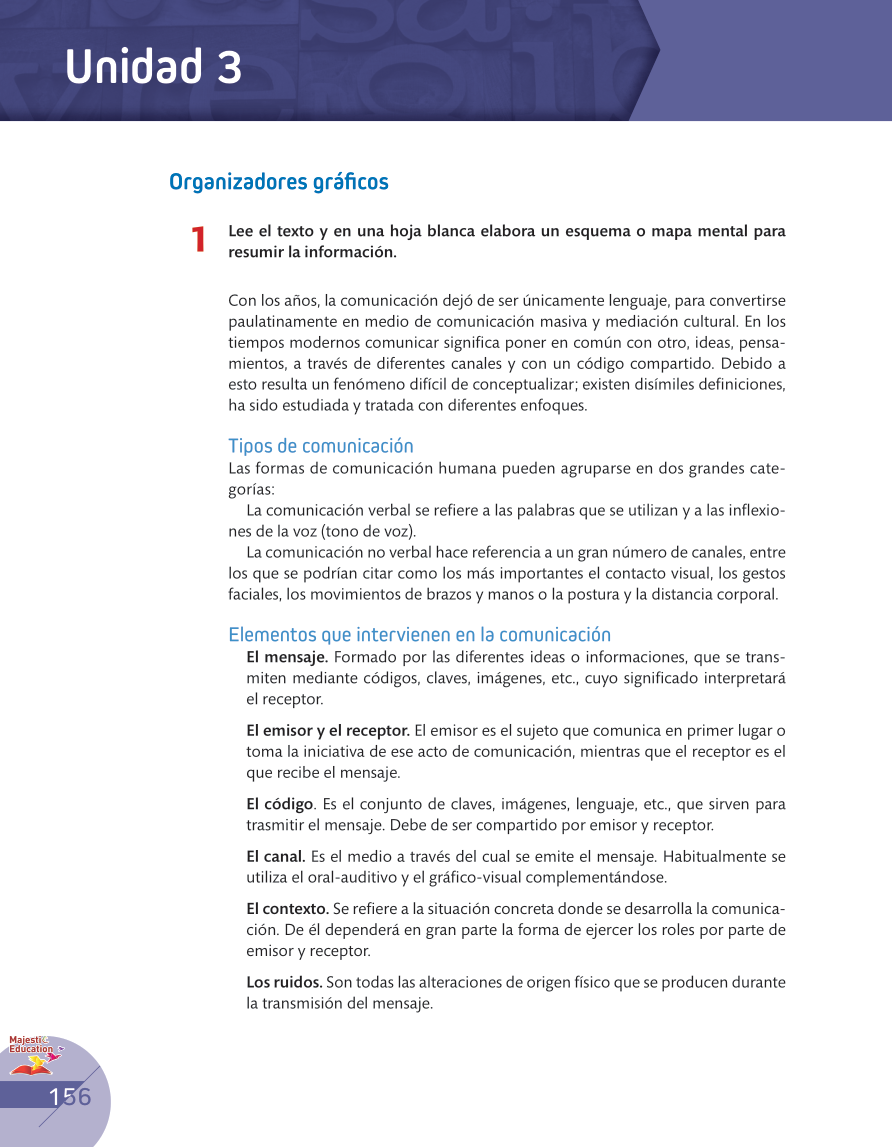 Unidad 3
Organizadores gráficos
1 Lee el texto y en una hoja blanca elabora un esquema o mapa mental para
resumir la información.
Con los años, la comunicación dejó de ser únicamente lenguaje, para convertirse
paulatinamente en medio de comunicación masiva y mediación cultural. En los
tiempos modernos comunicar significa poner en común con otro, ideas, pensa-
mientos, a través de diferentes canales y con un código compartido. Debido a
esto resulta un fenómeno difícil de conceptualizar; existen disímiles definiciones,
ha sido estudiada y tratada con diferentes enfoques.
Tipos de comunicación
Las formas de comunicación humana pueden agruparse en dos grandes cate-
gorías:
La comunicación verbal se refiere a las palabras que se utilizan y a las inflexio-
nes de la voz (tono de voz).
La comunicación no verbal hace referencia a un gran número de canales, entre
los que se podrían citar como los más importantes el contacto visual, los gestos
faciales, los movimientos de brazos y manos o la postura y la distancia corporal.
Elementos que intervienen en la comunicación
El mensaje. Formado por las diferentes ideas o informaciones, que se trans-
miten mediante códigos, claves, imágenes, etc., cuyo significado interpretará
el receptor.
El emisor y el receptor. El emisor es el sujeto que comunica en primer lugar o
toma la iniciativa de ese acto de comunicación, mientras que el receptor es el
que recibe el mensaje.
El código. Es el conjunto de claves, imágenes, lenguaje, etc., que sirven para
trasmitir el mensaje. Debe de ser compartido por emisor y receptor.
El canal. Es el medio a través del cual se emite el mensaje. Habitualmente se
utiliza el oral-auditivo y el gráfico-visual complementándose.
El contexto. Se refiere a la situación concreta donde se desarrolla la comunica-
ción. De él dependerá en gran parte la forma de ejercer los roles por parte de
emisor y receptor.
Los ruidos. Son todas las alteraciones de origen físico que se producen durante
la transmisión del mensaje.
Majestic
Education
156